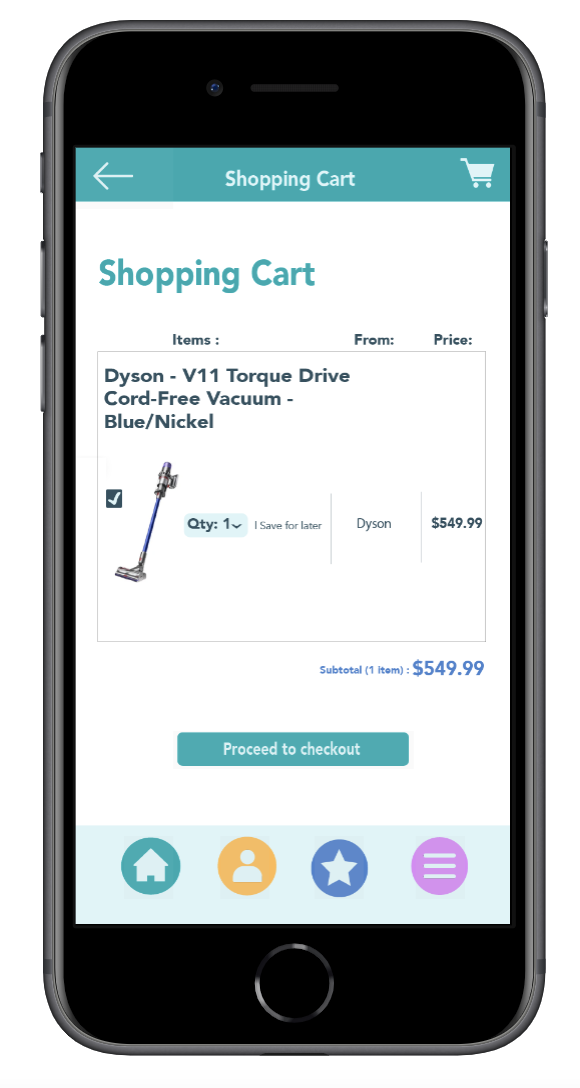 Shopping Cart
Shopping Cart
Items : From: Price:
Dyson - V11 Torque Drive
Cord-Free Vacuum -
Blue/Nickel
Qty: 1 | Save for later Dyson $549.99
Subtotal (1 item) : $549.99
Proceed to checkout